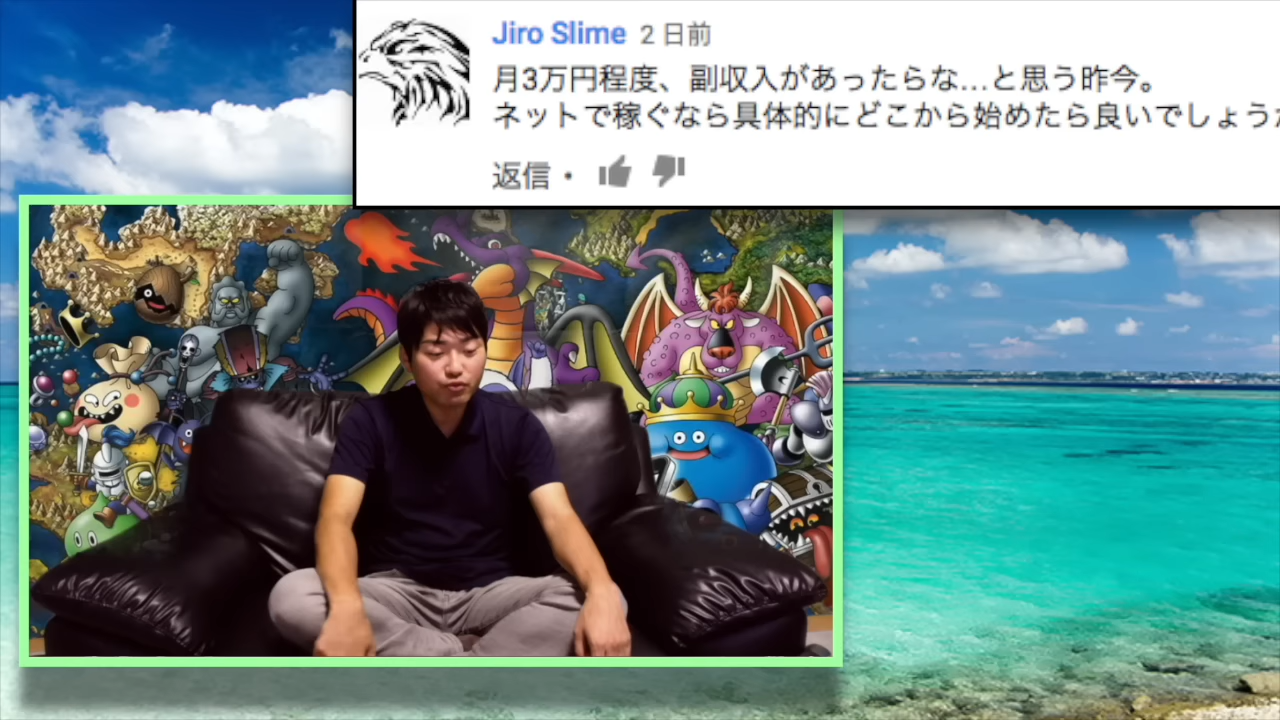 Jiro Slime 2 日前
月3万円程度、副収入があったらな...と思う昨今。
ネットで稼ぐなら具体的にどこから始めたら良いでしょう
返信・